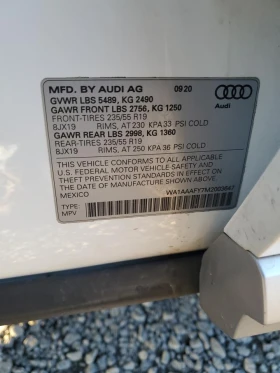 MFD. BY AUDI AG 09 20
GVWR LBS 5489, KG 2490
GAWR FRONT LBS 2756, KG 1250
FRONT-TIRES 235/55 R19
8JX19 RIMS, AT 230 KPA 33 PSI COLD
GAWR REAR LBS 2998, KG 1360
REAR-TIRES 235/55 R19
8JX19 RIMS, AT 250 KPA 36 PSI COLD
Audi
THIS VEHICLE CONFORMS TO ALL APPLICABLE
U.S. FEDERAL MOTOR VEHICLE SAFETY
AND THEFT PREVENTION STANDARDS IN
EFFECT ON THE DATE OF MANUFACTURE
SHOWN ABOVE.
TYPE:
MPV